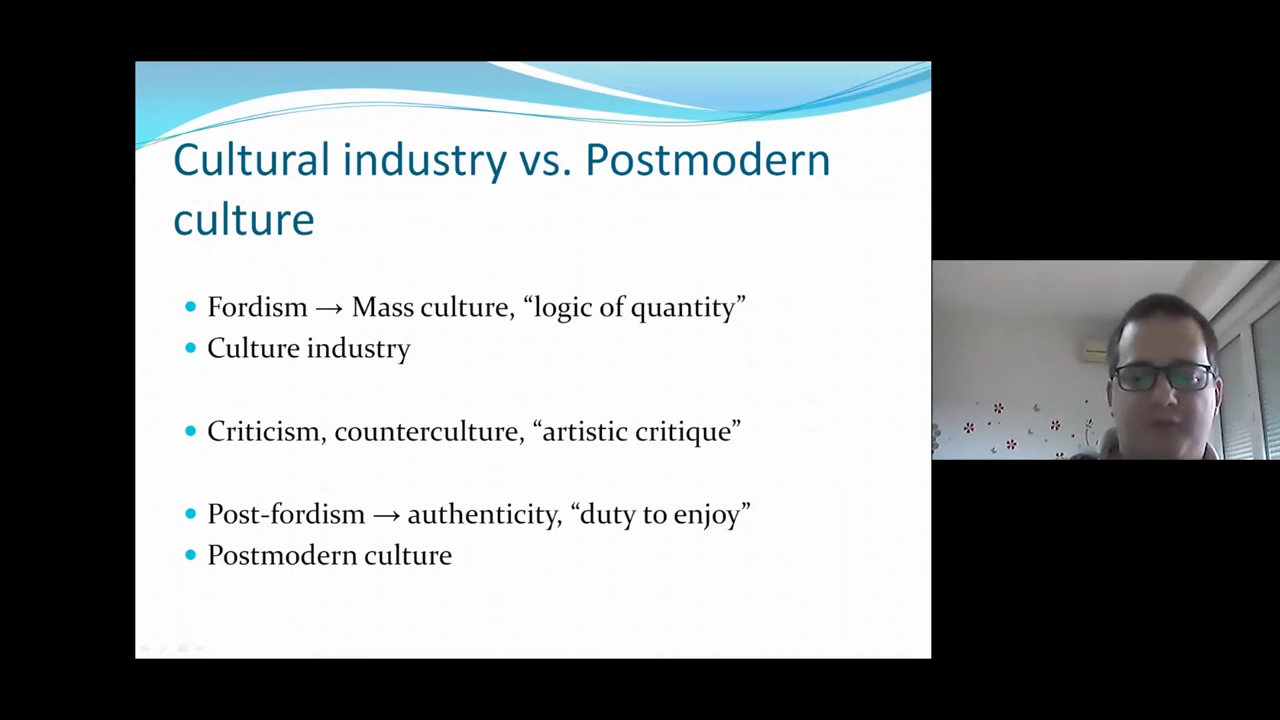 Cultural industry vs. Postmodern
culture
• Fordism → Mass culture, “logic of quantity”
• Culture industry
• Criticism, counterculture, “artistic critique”
• Post-fordism → authenticity, “duty to enjoy”
• Postmodern culture